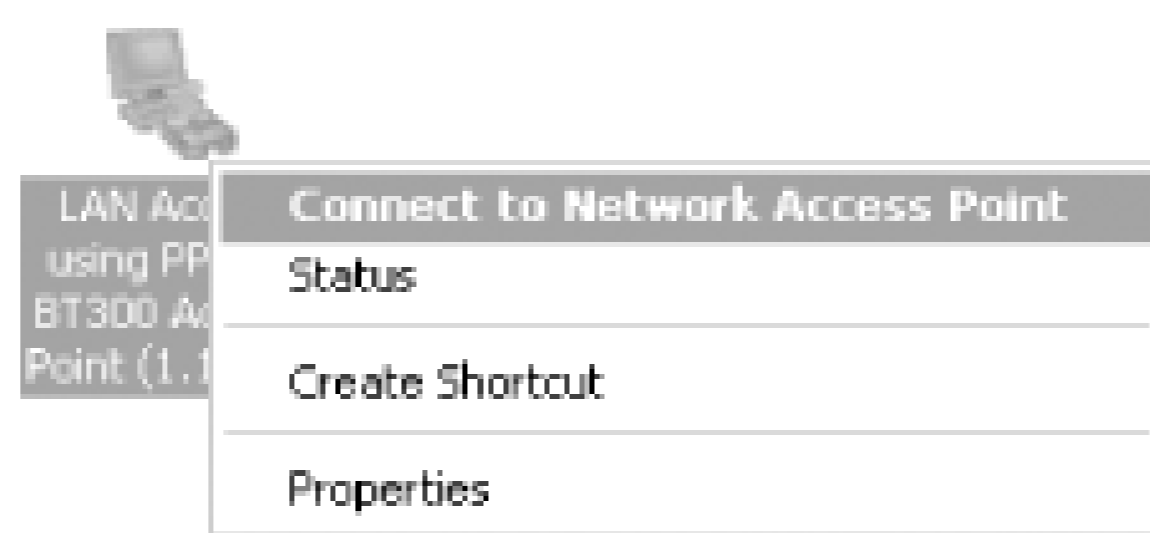 LAN Acc
using PP
BT300 Ac
Point (1.1
Connect to Network Access Point
Status
Create Shortcut
Properties